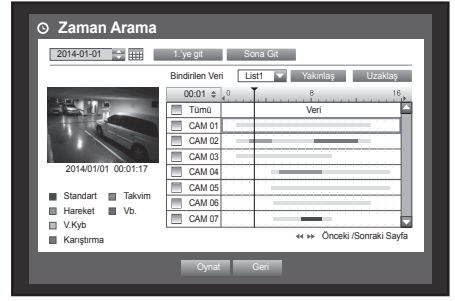 Zaman Arama
2014-01-01 1.'ye git Sona Git
Bindirilen Veri List1 Yakınlaş Uzaklaş
00:01 0 8 16
Tümü Veri
CAM 01
CAM 02
CAM 03
CAM 04
CAM 05
CAM 06
CAM 07
2014/01/01 00:01:17
Standart Takvim
Hareket Vb.
V.Kyb
Karıştırma
Önceki /Sonraki Sayfa
Oynat Geri